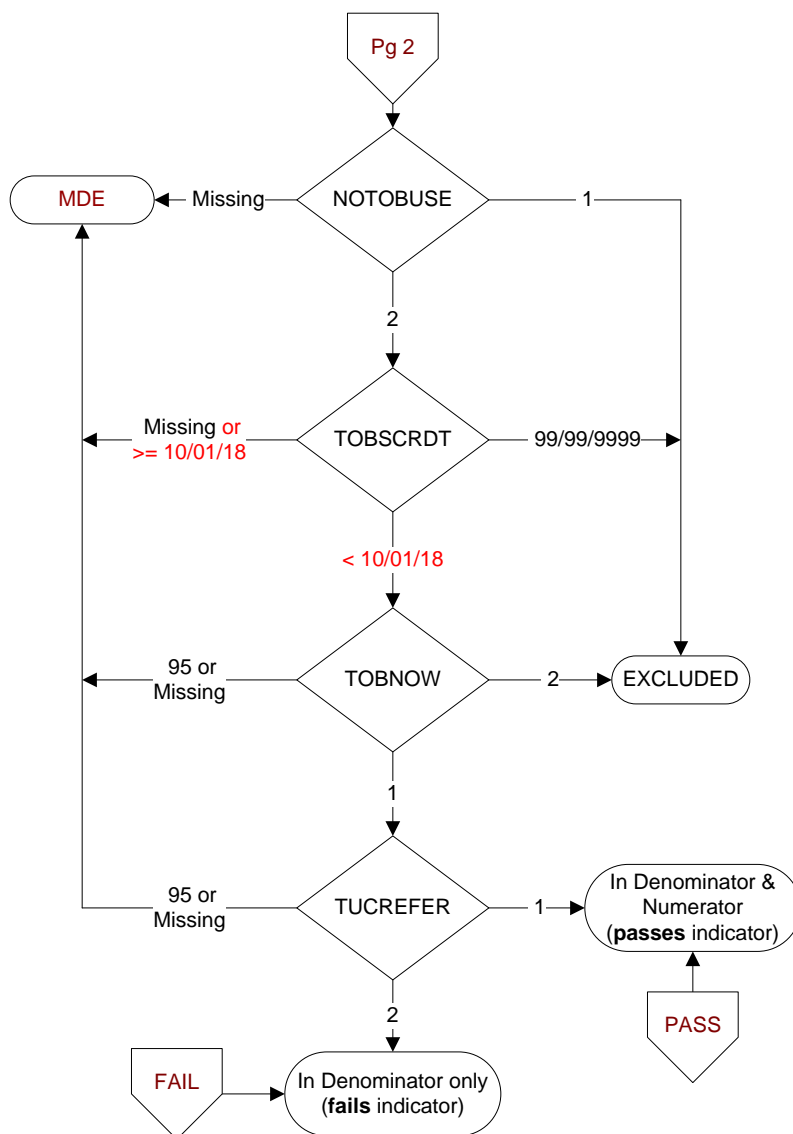 Pg 2
MDE
Missing
NOTOBUSE
1
2
Missing or
>= 10/01/18
TOBSCRDT
99/99/9999
< 10/01/18
95 or
Missing
TOBNOW
2
EXCLUDED
1
95 or
Missing
TUCREFER
1
In Denominator &
Numerator
(passes indicator)
2
PASS
FAIL
In Denominator only
(fails indicator)